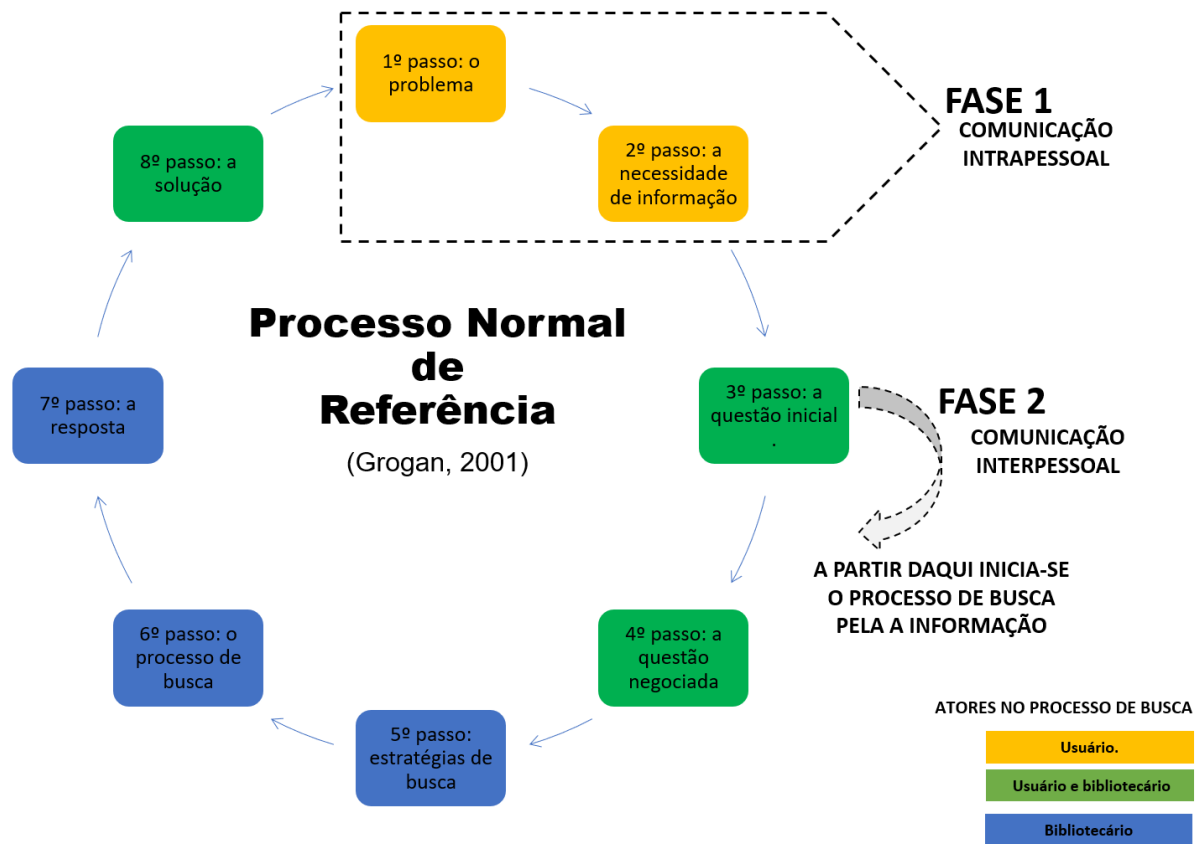 1º passo: o
problema
2º passo: a
necessidade
de informação
FASE 1
COMUNICAÇÃO
INTRAPESSOAL
8º passo: a
solução
Processo Normal
de
Referência
(Grogan, 2001)
3º passo: a
questão inicial
.
FASE 2
COMUNICAÇÃO
INTERPESSOAL
A PARTIR DAQUI INICIA-SE
O PROCESSO DE BUSCA
PELA A INFORMAÇÃO
7º passo: a
resposta
4º passo: a
questão
negociada
6º passo: o
processo de
busca
5º passo:
estratégias de
busca
ATORES NO PROCESSO DE BUSCA
Usuário.
Usuário e bibliotecário
Bibliotecário